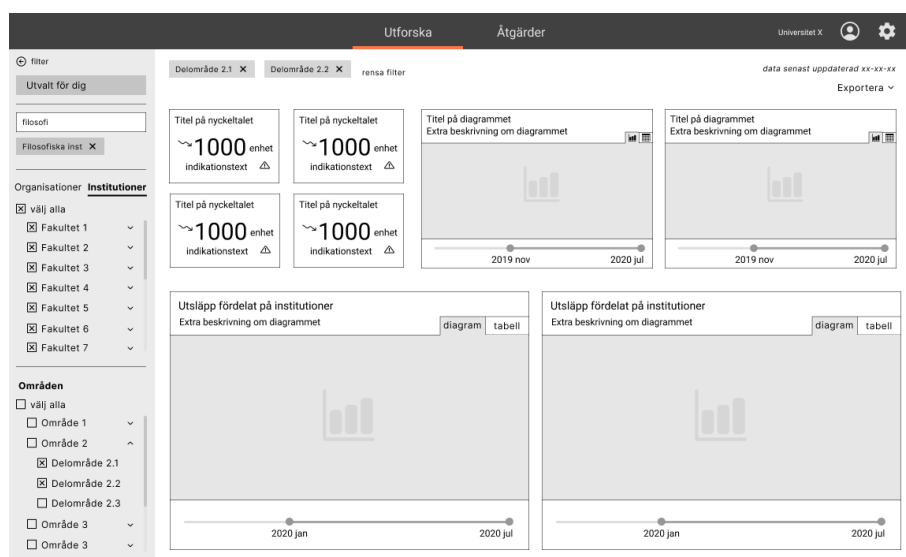 Utforska
Åtgärder
Universitet X
filter
Utvalt för dig
filosofi
Filosofiska inst ✕
Organisationer Institutioner
välj alla
Fakultet 1
Fakultet 2
Fakultet 3
Fakultet 4
Fakultet 5
Fakultet 6
Fakultet 7
Områden
välj alla
Område 1
Område 2
Delområde 2.1
Delområde 2.2
Delområde 2.3
Område 3
Område 3
Delområde 2.1 ✕
Delområde 2.2 ✕
rensa filter
data senast uppdaterad xx-xx-xx
Exportera
Titel på nyckeltalet
1000 enhet
indikationstext
Titel på nyckeltalet
1000 enhet
indikationstext
Titel på nyckeltalet
1000 enhet
indikationstext
Titel på nyckeltalet
1000 enhet
indikationstext
Titel på diagrammet
Extra beskrivning om diagrammet
2019 nov
2020 jul
Titel på diagrammet
Extra beskrivning om diagrammet
2019 nov
2020 jul
Utsläpp fördelat på institutioner
Extra beskrivning om diagrammet
diagram
tabell
2020 jan
2020 jul
Utsläpp fördelat på institutioner
Extra beskrivning om diagrammet
diagram
tabell
2020 jan
2020 jul